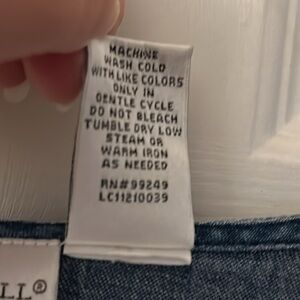 MACHINE
WASH COLD
WITH LIKE COLORS
ONLY IN
GENTLE CYCLE
DO NOT BLEACH
TUMBLE DRY LOW
STEAM OR
WARM IRON
AS NEEDED
RN#99249
LC11210039
LL®